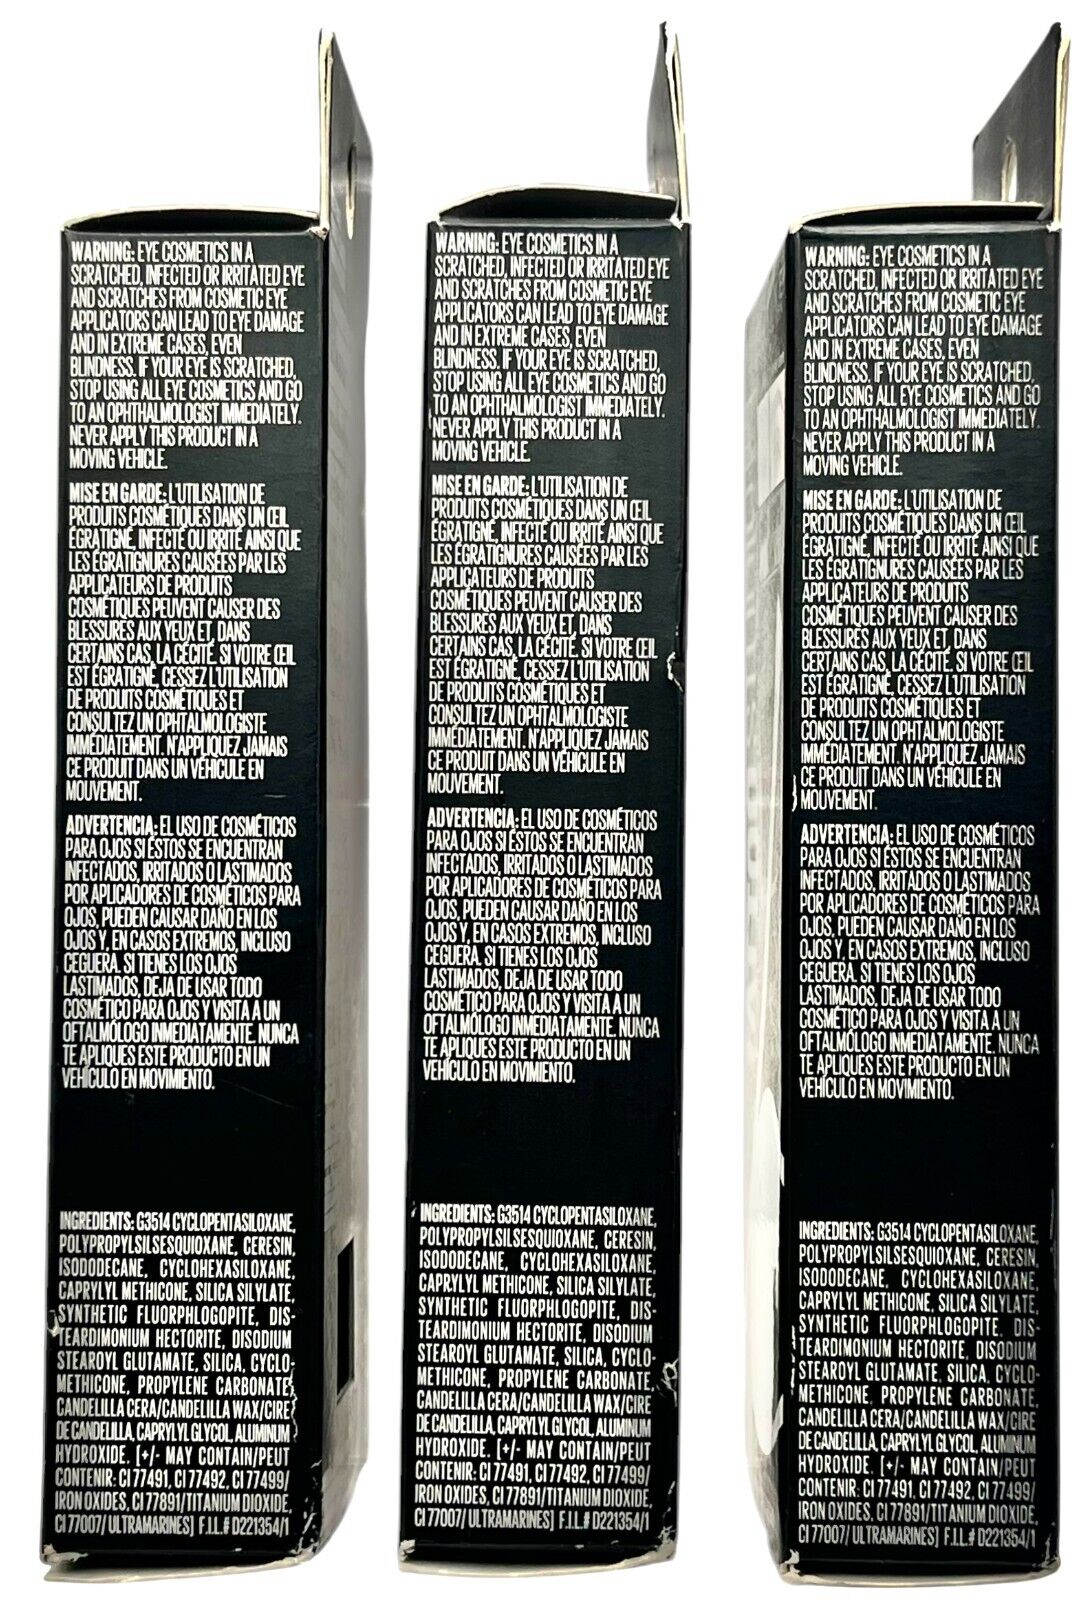 WARNING: EYE COSMETICS IN A
SCRATCHED, INFECTED OR IRRITATED EYE
AND SCRATCHES FROM COSMETIC EYE
APPLICATORS CAN LEAD TO EYE DAMAGE
AND IN EXTREME CASES, EVEN
BLINDNESS. IF YOUR EYE IS SCRATCHED,
STOP USING ALL EYE COSMETICS AND GO
TO AN OPHTHALMOLOGIST IMMEDIATELY.
NEVER APPLY THIS PRODUCT IN A
MOVING VEHICLE.
MISE EN GARDE: L'UTILISATION DE
PRODUITS COSMÉTIQUES DANS UN ŒIL
ÉGRATIGNÉ, INFECTÉ OU IRRITÉ AINSI QUE
LES ÉGRATIGNURES CAUSÉES PAR LES
APPLICATEURS DE PRODUITS
COSMÉTIQUES PEUVENT CAUSER DES
BLESSURES AUX YEUX ET, DANS
CERTAINS CAS, LA CÉCITÉ. SI VOTRE ŒIL
EST ÉGRATIGNÉ, CESSEZ L'UTILISATION
DE PRODUITS COSMÉTIQUES ET
CONSULTEZ UN OPHTALMOLOGISTE
IMMÉDIATEMENT. N'APPLIQUEZ JAMAIS
CE PRODUIT DANS UN VÉHICULE EN
MOUVEMENT.
ADVERTENCIA: EL USO DE COSMÉTICOS
PARA OJOS SI ÉSTOS SE ENCUENTRAN
INFECTADOS, IRRITADOS O LASTIMADOS
POR APLICADORES DE COSMÉTICOS PARA
OJOS, PUEDEN CAUSAR DAÑO EN LOS
OJOS Y, EN CASOS EXTREMOS, INCLUSO
CEGUERA. SI TIENES LOS OJOS
LASTIMADOS, DEJA DE USAR TODO
COSMÉTICO PARA OJOS Y VISITA A UN
OFTALMÓLOGO INMEDIATAMENTE. NUNCA
TE APLIQUES ESTE PRODUCTO EN UN
VEHÍCULO EN MOVIMIENTO.
INGREDIENTS: G3514 CYCLOPENTASILOXANE,
POLYPROPYLSILSESQUIOXANE, CERESIN,
ISODODECANE, CYCLOHEXASILOXANE,
CAPRYLYL METHICONE, SILICA SILYLATE,
SYNTHETIC FLUORPHLOGOPITE, DIS-
TEARDIMONIUM HECTORITE, DISODIUM
STEAROYL GLUTAMATE, SILICA, CYCLO-
METHICONE, PROPYLENE CARBONATE,
CANDELILLA CERA/CANDELILLA WAX/CIRE
DE CANDELILLA, CAPRYLYL GLYCOL, ALUMINUM
HYDROXIDE. [+/- MAY CONTAIN/PEUT
CONTENIR: CI 77491, CI 77492, CI 77499/
IRON OXIDES, CI 77891/TITANIUM DIOXIDE,
CI 77007/ ULTRAMARINES] F.I.L.# D221354/1
WARNING: EYE COSMETICS IN A
SCRATCHED, INFECTED OR IRRITATED EYE
AND SCRATCHES FROM COSMETIC EYE
APPLICATORS CAN LEAD TO EYE DAMAGE
AND IN EXTREME CASES, EVEN
BLINDNESS. IF YOUR EYE IS SCRATCHED,
STOP USING ALL EYE COSMETICS AND GO
TO AN OPHTHALMOLOGIST IMMEDIATELY.
NEVER APPLY THIS PRODUCT IN A
MOVING VEHICLE.
MISE EN GARDE: L'UTILISATION DE
PRODUITS COSMÉTIQUES DANS UN ŒIL
ÉGRATIGNÉ, INFECTÉ OU IRRITÉ AINSI QUE
LES ÉGRATIGNURES CAUSÉES PAR LES
APPLICATEURS DE PRODUITS
COSMÉTIQUES PEUVENT CAUSER DES
BLESSURES AUX YEUX ET, DANS
CERTAINS CAS, LA CÉCITÉ. SI VOTRE ŒIL
EST ÉGRATIGNÉ, CESSEZ L'UTILISATION
DE PRODUITS COSMÉTIQUES ET
CONSULTEZ UN OPHTALMOLOGISTE
IMMÉDIATEMENT. N'APPLIQUEZ JAMAIS
CE PRODUIT DANS UN VÉHICULE EN
MOUVEMENT.
ADVERTENCIA: EL USO DE COSMÉTICOS
PARA OJOS SI ÉSTOS SE ENCUENTRAN
INFECTADOS, IRRITADOS O LASTIMADOS
POR APLICADORES DE COSMÉTICOS PARA
OJOS, PUEDEN CAUSAR DAÑO EN LOS
OJOS Y, EN CASOS EXTREMOS, INCLUSO
CEGUERA. SI TIENES LOS OJOS
LASTIMADOS, DEJA DE USAR TODO
COSMÉTICO PARA OJOS Y VISITA A UN
OFTALMÓLOGO INMEDIATAMENTE. NUNCA
TE APLIQUES ESTE PRODUCTO EN UN
VEHÍCULO EN MOVIMIENTO.
INGREDIENTS: G3514 CYCLOPENTASILOXANE,
POLYPROPYLSILSESQUIOXANE, CERESIN,
ISODODECANE, CYCLOHEXASILOXANE,
CAPRYLYL METHICONE, SILICA SILYLATE,
SYNTHETIC FLUORPHLOGOPITE, DIS-
TEARDIMONIUM HECTORITE, DISODIUM
STEAROYL GLUTAMATE, SILICA, CYCLO-
METHICONE, PROPYLENE CARBONATE,
CANDELILLA CERA/CANDELILLA WAX/CIRE
DE CANDELILLA, CAPRYLYL GLYCOL, ALUMINUM
HYDROXIDE. [+/- MAY CONTAIN/PEUT
CONTENIR: CI 77491, CI 77492, CI 77499/
IRON OXIDES, CI 77891/TITANIUM DIOXIDE,
CI 77007/ ULTRAMARINES] F.I.L.# D221354/1
WARNING: EYE COSMETICS IN A
SCRATCHED, INFECTED OR IRRITATED EYE
AND SCRATCHES FROM COSMETIC EYE
APPLICATORS CAN LEAD TO EYE DAMAGE
AND IN EXTREME CASES, EVEN
BLINDNESS. IF YOUR EYE IS SCRATCHED,
STOP USING ALL EYE COSMETICS AND GO
TO AN OPHTHALMOLOGIST IMMEDIATELY.
NEVER APPLY THIS PRODUCT IN A
MOVING VEHICLE.
MISE EN GARDE: L'UTILISATION DE
PRODUITS COSMÉTIQUES DANS UN ŒIL
ÉGRATIGNÉ, INFECTÉ OU IRRITÉ AINSI QUE
LES ÉGRATIGNURES CAUSÉES PAR LES
APPLICATEURS DE PRODUITS
COSMÉTIQUES PEUVENT CAUSER DES
BLESSURES AUX YEUX ET, DANS
CERTAINS CAS, LA CÉCITÉ. SI VOTRE ŒIL
EST ÉGRATIGNÉ, CESSEZ L'UTILISATION
DE PRODUITS COSMÉTIQUES ET
CONSULTEZ UN OPHTALMOLOGISTE
IMMÉDIATEMENT. N'APPLIQUEZ JAMAIS
CE PRODUIT DANS UN VÉHICULE EN
MOUVEMENT.
ADVERTENCIA: EL USO DE COSMÉTICOS
PARA OJOS SI ÉSTOS SE ENCUENTRAN
INFECTADOS, IRRITADOS O LASTIMADOS
POR APLICADORES DE COSMÉTICOS PARA
OJOS, PUEDEN CAUSAR DAÑO EN LOS
OJOS Y, EN CASOS EXTREMOS, INCLUSO
CEGUERA. SI TIENES LOS OJOS
LASTIMADOS, DEJA DE USAR TODO
COSMÉTICO PARA OJOS Y VISITA A UN
OFTALMÓLOGO INMEDIATAMENTE. NUNCA
TE APLIQUES ESTE PRODUCTO EN UN
VEHÍCULO EN MOVIMIENTO.
INGREDIENTS: G3514 CYCLOPENTASILOXANE,
POLYPROPYLSILSESQUIOXANE, CERESIN,
ISODODECANE, CYCLOHEXASILOXANE,
CAPRYLYL METHICONE, SILICA SILYLATE,
SYNTHETIC FLUORPHLOGOPITE, DIS-
TEARDIMONIUM HECTORITE, DISODIUM
STEAROYL GLUTAMATE, SILICA, CYCLO-
METHICONE, PROPYLENE CARBONATE,
CANDELILLA CERA/CANDELILLA WAX/CIRE
DE CANDELILLA, CAPRYLYL GLYCOL, ALUMINUM
HYDROXIDE. [+/- MAY CONTAIN/PEUT
CONTENIR: CI 77491, CI 77492, CI 77499/
IRON OXIDES, CI 77891/TITANIUM DIOXIDE,
CI 77007/ ULTRAMARINES] F.I.L.# D221354/1